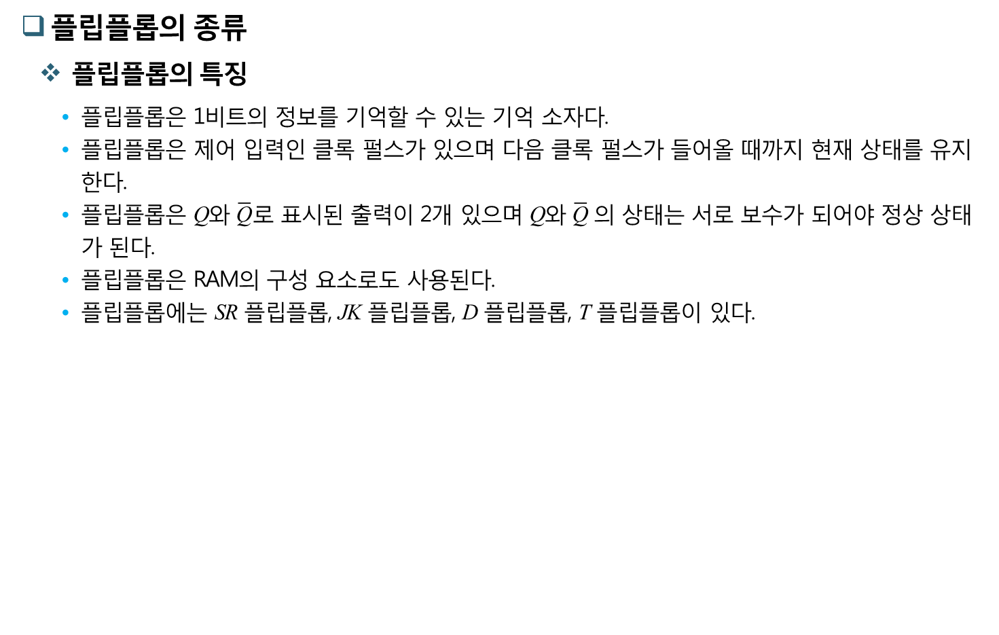 ❑ 플립플롭의 종류
❖ 플립플롭의 특징
• 플립플롭은 1비트의 정보를 기억할 수 있는 기억 소자다.
• 플립플롭은 제어 입력인 클록 펄스가 있으며 다음 클록 펄스가 들어올 때까지 현재 상태를 유지
한다.
• 플립플롭은 Q와 Q̅로 표시된 출력이 2개 있으며 Q와 Q̅ 의 상태는 서로 보수가 되어야 정상 상태
가 된다.
• 플립플롭은 RAM의 구성 요소로도 사용된다.
• 플립플롭에는 SR 플립플롭, JK 플립플롭, D 플립플롭, T 플립플롭이 있다.